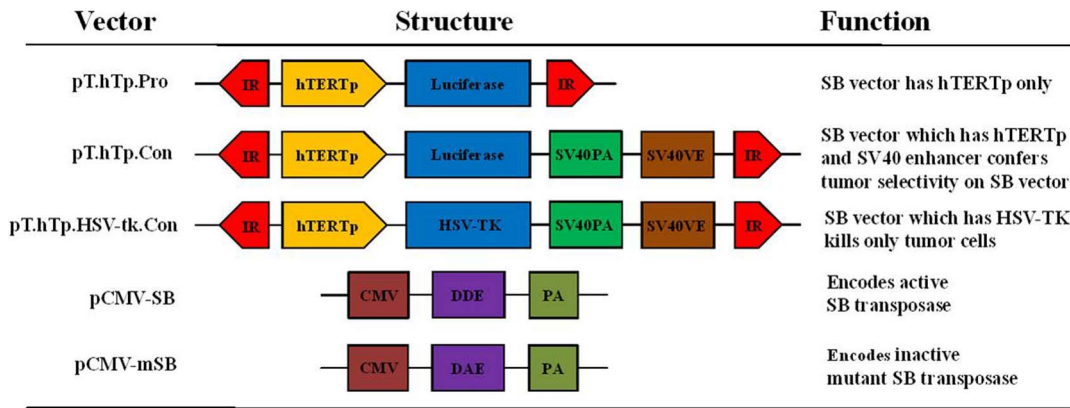 Vector Structure Function
pT.hTp.Pro IR hTERTp Luciferase IR SB vector has hTERTp only
pT.hTp.Con IR hTERTp Luciferase SV40PA SV40VE IR SB vector which has hTERTp
and SV40 enhancer confers
tumor selectivity on SB vector
pT.hTp.HSV-tk.Con IR hTERTp HSV-TK SV40PA SV40VE IR SB vector which has HSV-TK
kills only tumor cells
pCMV-SB CMV DDE PA Encodes active
SB transposase
pCMV-mSB CMV DAE PA Encodes inactive
mutant SB transposase